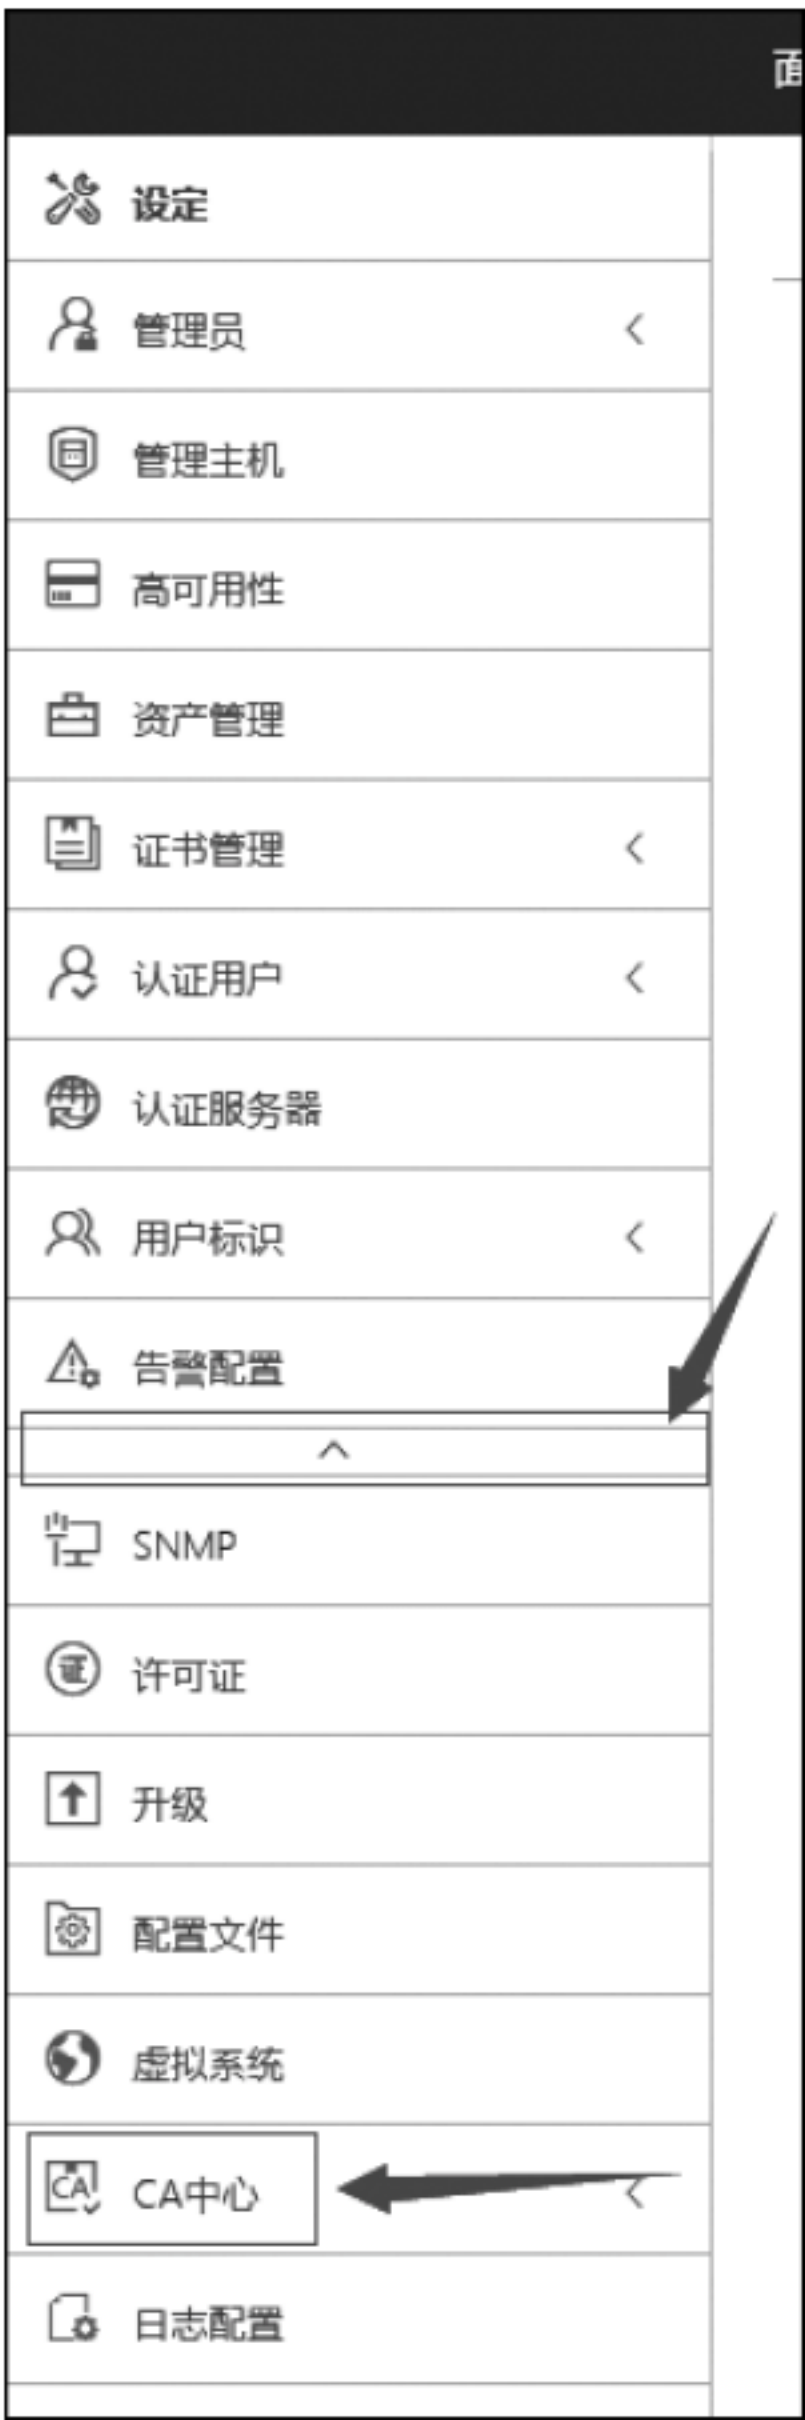 设定
管理员
管理主机
高可用性
资产管理
证书管理
认证用户
认证服务器
用户标识
告警配置
SNMP
证
许可证
升级
配置文件
虚拟系统
CA
CA中心
日志配置